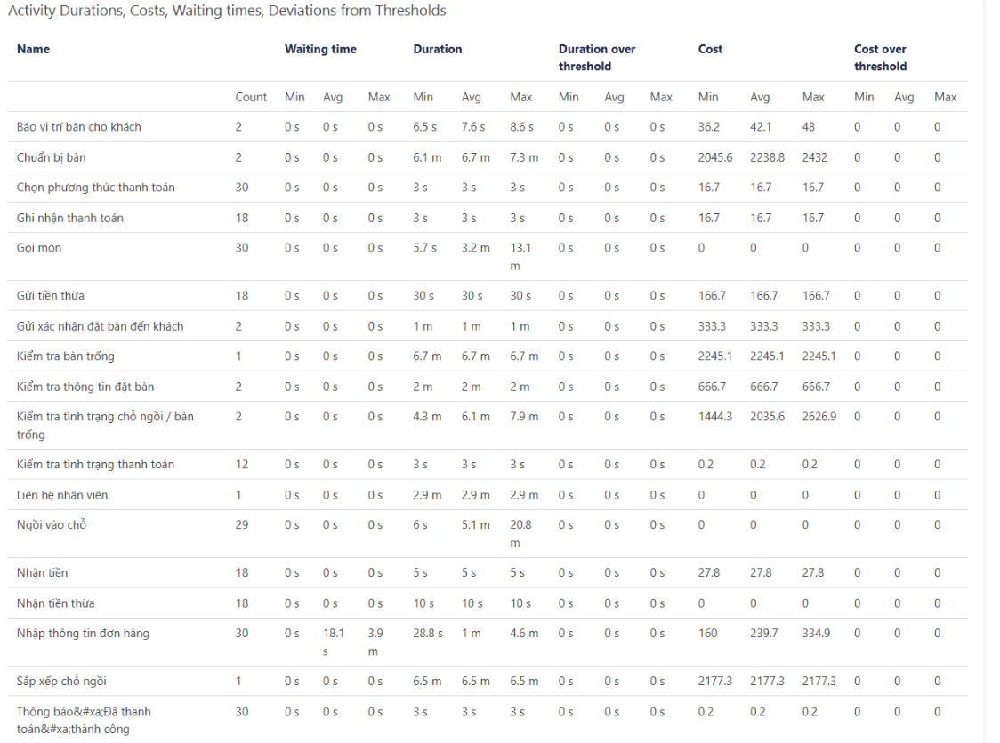 Activity Durations, Costs, Waiting times, Deviations from Thresholds
Name Waiting time Duration Duration over Cost Cost over
threshold threshold
Count Min Avg Max Min Avg Max Min Avg Max Min Avg Max Min Avg Max
Báo vị trí bàn cho khách 2 0 s 0 s 0 s 6.5 s 7.6 s 8.6 s 0 s 0 s 0 s 36.2 42.1 48 0 0 0
Chuẩn bị bàn 2 0 s 0 s 0 s 6.1 m 6.7 m 7.3 m 0 s 0 s 0 s 2045.6 2238.8 2432 0 0 0
Chọn phương thức thanh toán 30 0 s 0 s 0 s 3 s 3 s 3 s 0 s 0 s 0 s 16.7 16.7 16.7 0 0 0
Ghi nhận thanh toán 18 0 s 0 s 0 s 3 s 3 s 3 s 0 s 0 s 0 s 16.7 16.7 16.7 0 0 0
Gọi món 30 0 s 0 s 0 s 5.7 s 3.2 m 13.1 0 s 0 s 0 s 0 0 0 0 0 0
m
Gửi tiền thừa 18 0 s 0 s 0 s 30 s 30 s 30 s 0 s 0 s 0 s 166.7 166.7 166.7 0 0 0
Gửi xác nhận đặt bàn đến khách 2 0 s 0 s 0 s 1 m 1 m 1 m 0 s 0 s 0 s 333.3 333.3 333.3 0 0 0
Kiểm tra bàn trống 1 0 s 0 s 0 s 6.7 m 6.7 m 6.7 m 0 s 0 s 0 s 2245.1 2245.1 2245.1 0 0 0
Kiểm tra thông tin đặt bàn 2 0 s 0 s 0 s 2 m 2 m 2 m 0 s 0 s 0 s 666.7 666.7 666.7 0 0 0
Kiểm tra tình trạng chỗ ngồi / bàn 2 0 s 0 s 0 s 4.3 m 6.1 m 7.9 m 0 s 0 s 0 s 1444.3 2035.6 2626.9 0 0 0
trống
Kiểm tra tình trạng thanh toán 12 0 s 0 s 0 s 3 s 3 s 3 s 0 s 0 s 0 s 0.2 0.2 0.2 0 0 0
Liên hệ nhân viên 1 0 s 0 s 0 s 2.9 m 2.9 m 2.9 m 0 s 0 s 0 s 0 0 0 0 0 0
Ngồi vào chỗ 29 0 s 0 s 0 s 6 s 5.1 m 20.8 0 s 0 s 0 s 0 0 0 0 0 0
m
Nhận tiền 18 0 s 0 s 0 s 5 s 5 s 5 s 0 s 0 s 0 s 27.8 27.8 27.8 0 0 0
Nhận tiền thừa 18 0 s 0 s 0 s 10 s 10 s 10 s 0 s 0 s 0 s 0 0 0 0 0 0
Nhập thông tin đơn hàng 30 0 s 18.1 3.9 28.8 s 1 m 4.6 m 0 s 0 s 0 s 160 239.7 334.9 0 0 0
s m
Sắp xếp chỗ ngồi 1 0 s 0 s 0 s 6.5 m 6.5 m 6.5 m 0 s 0 s 0 s 2177.3 2177.3 2177.3 0 0 0
Thông báo&#xa;Đã thanh 30 0 s 0 s 0 s 3 s 3 s 3 s 0 s 0 s 0 s 0.2 0.2 0.2 0 0 0
toán&#xa;thành công